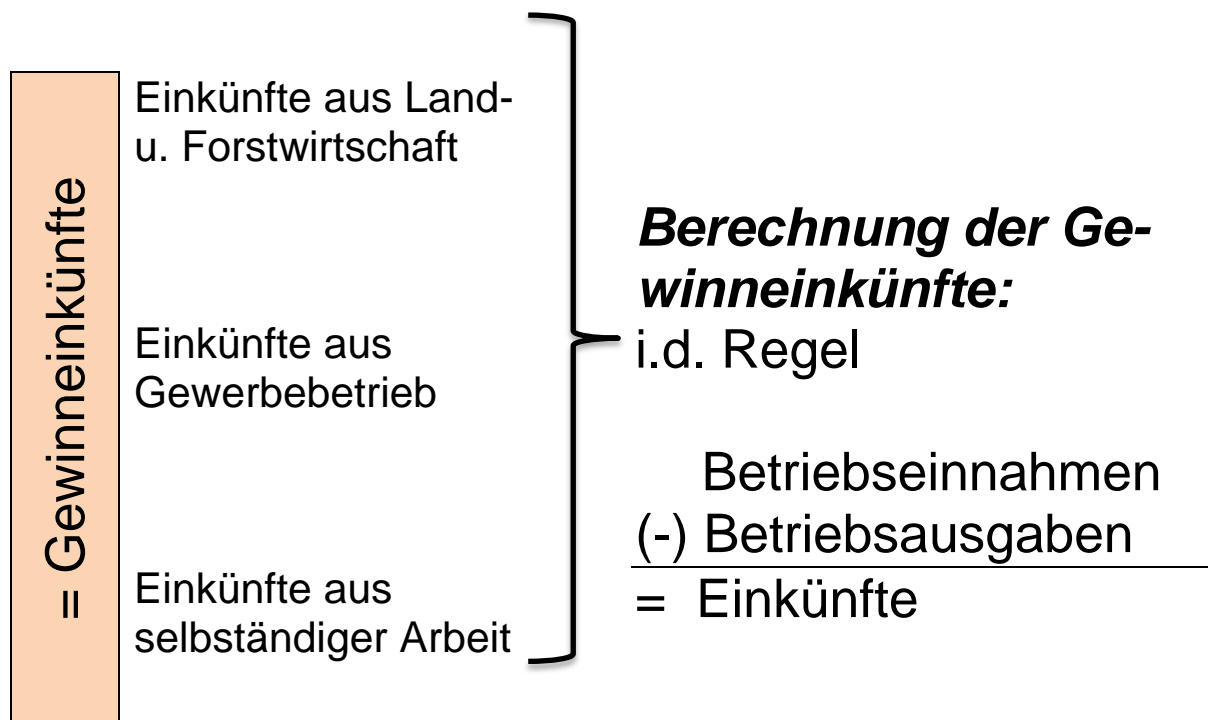 = Gewinneinkünfte
Einkünfte aus Land-
u. Forstwirtschaft
Einkünfte aus
Gewerbebetrieb
Einkünfte aus
selbständiger Arbeit
Berechnung der Ge-
winneinkünfte:
i.d. Regel
Betriebseinnahmen
(-) Betriebsausgaben
= Einkünfte